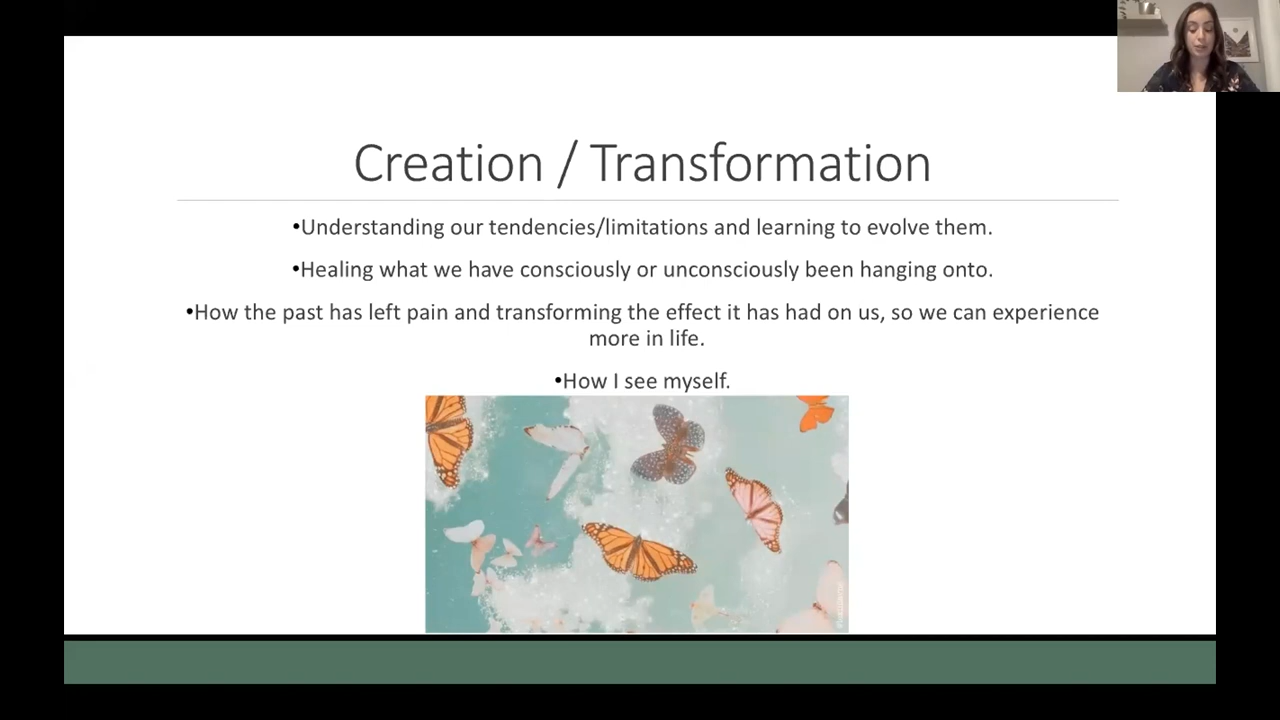 Creation / Transformation
•Understanding our tendencies/limitations and learning to evolve them.
•Healing what we have consciously or unconsciously been hanging onto.
•How the past has left pain and transforming the effect it has had on us, so we can experience
more in life.
•How I see myself.